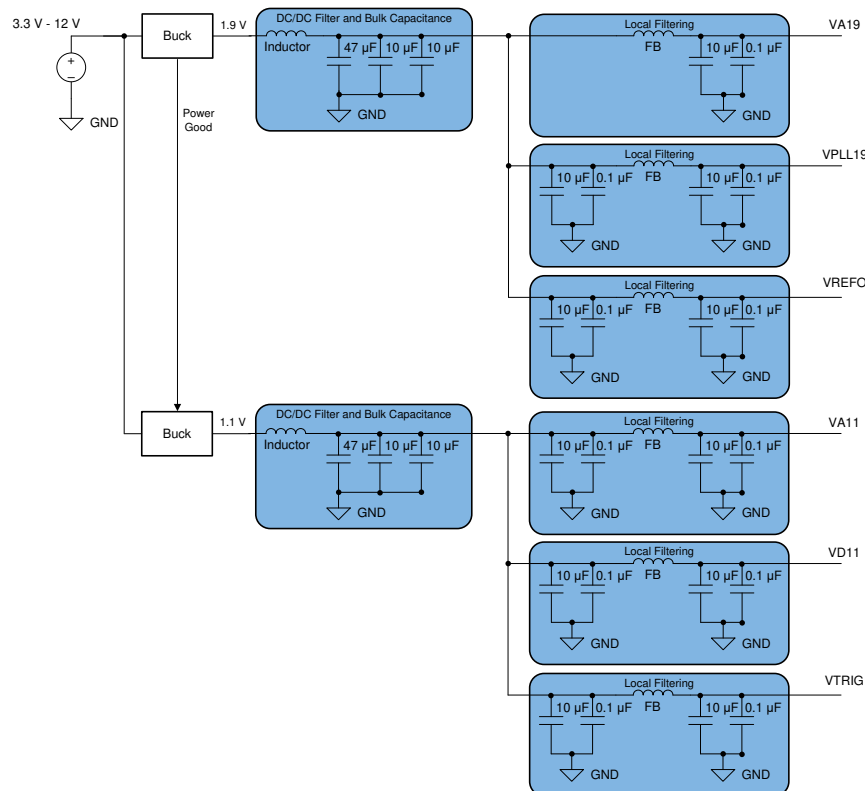 3.3 V - 12 V
Buck
1.9 V
DC/DC Filter and Bulk Capacitance
Inductor
47 µF
10 µF
10 µF
GND
GND
Power
Good
Local Filtering
FB
10 µF
0.1 µF
GND
VA19
Local Filtering
10 µF
0.1 µF
FB
10 µF
0.1 µF
GND
GND
VPLL19
Local Filtering
10 µF
0.1 µF
FB
10 µF
0.1 µF
GND
GND
VREFO
Buck
1.1 V
DC/DC Filter and Bulk Capacitance
Inductor
47 µF
10 µF
10 µF
GND
Local Filtering
10 µF
0.1 µF
FB
10 µF
0.1 µF
GND
GND
VA11
Local Filtering
10 µF
0.1 µF
FB
10 µF
0.1 µF
GND
GND
VD11
Local Filtering
10 µF
0.1 µF
FB
10 µF
0.1 µF
GND
GND
VTRIG